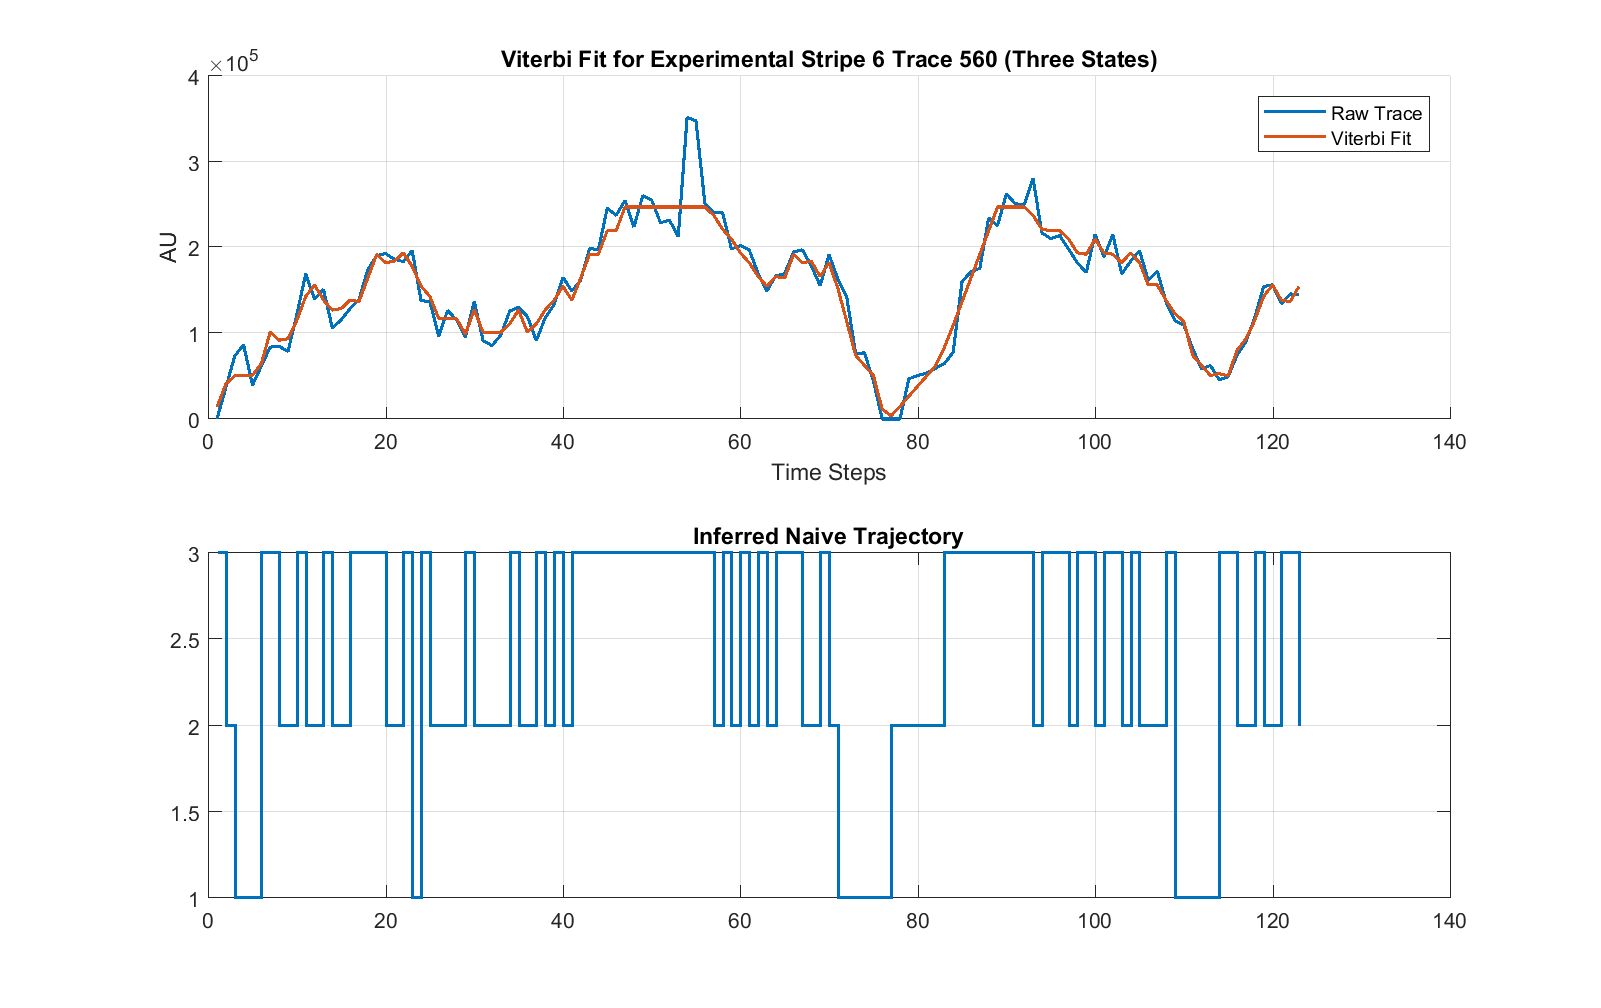 Viterbi Fit for Experimental Stripe 6 Trace 560 (Three States)
×10^5
4
3
2
1
0
AU
Raw Trace
Viterbi Fit
0 20 40 60 80 100 120 140
Time Steps
Inferred Naive Trajectory
3
2.5
2
1.5
1
0 20 40 60 80 100 120 140